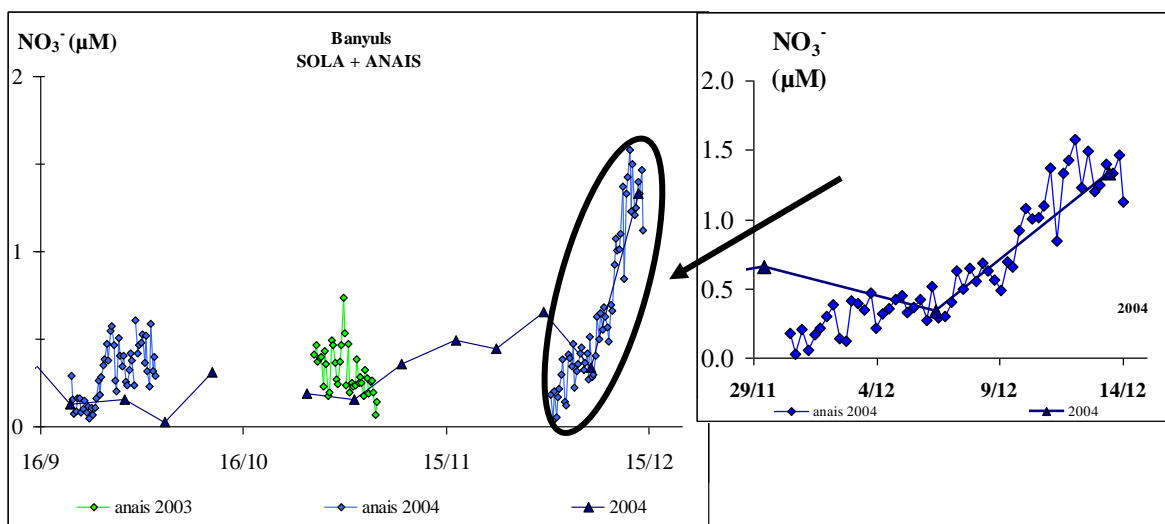 NO₃⁻ (µM)
Banyuls
SOLA + ANAIS
2
1
0
16/9 16/10 15/11 15/12
anais 2003 anais 2004 2004
NO₃⁻
(µM)
2.0
1.5
1.0
0.5
0.0
2004
29/11 4/12 9/12 14/12
anais 2004 2004